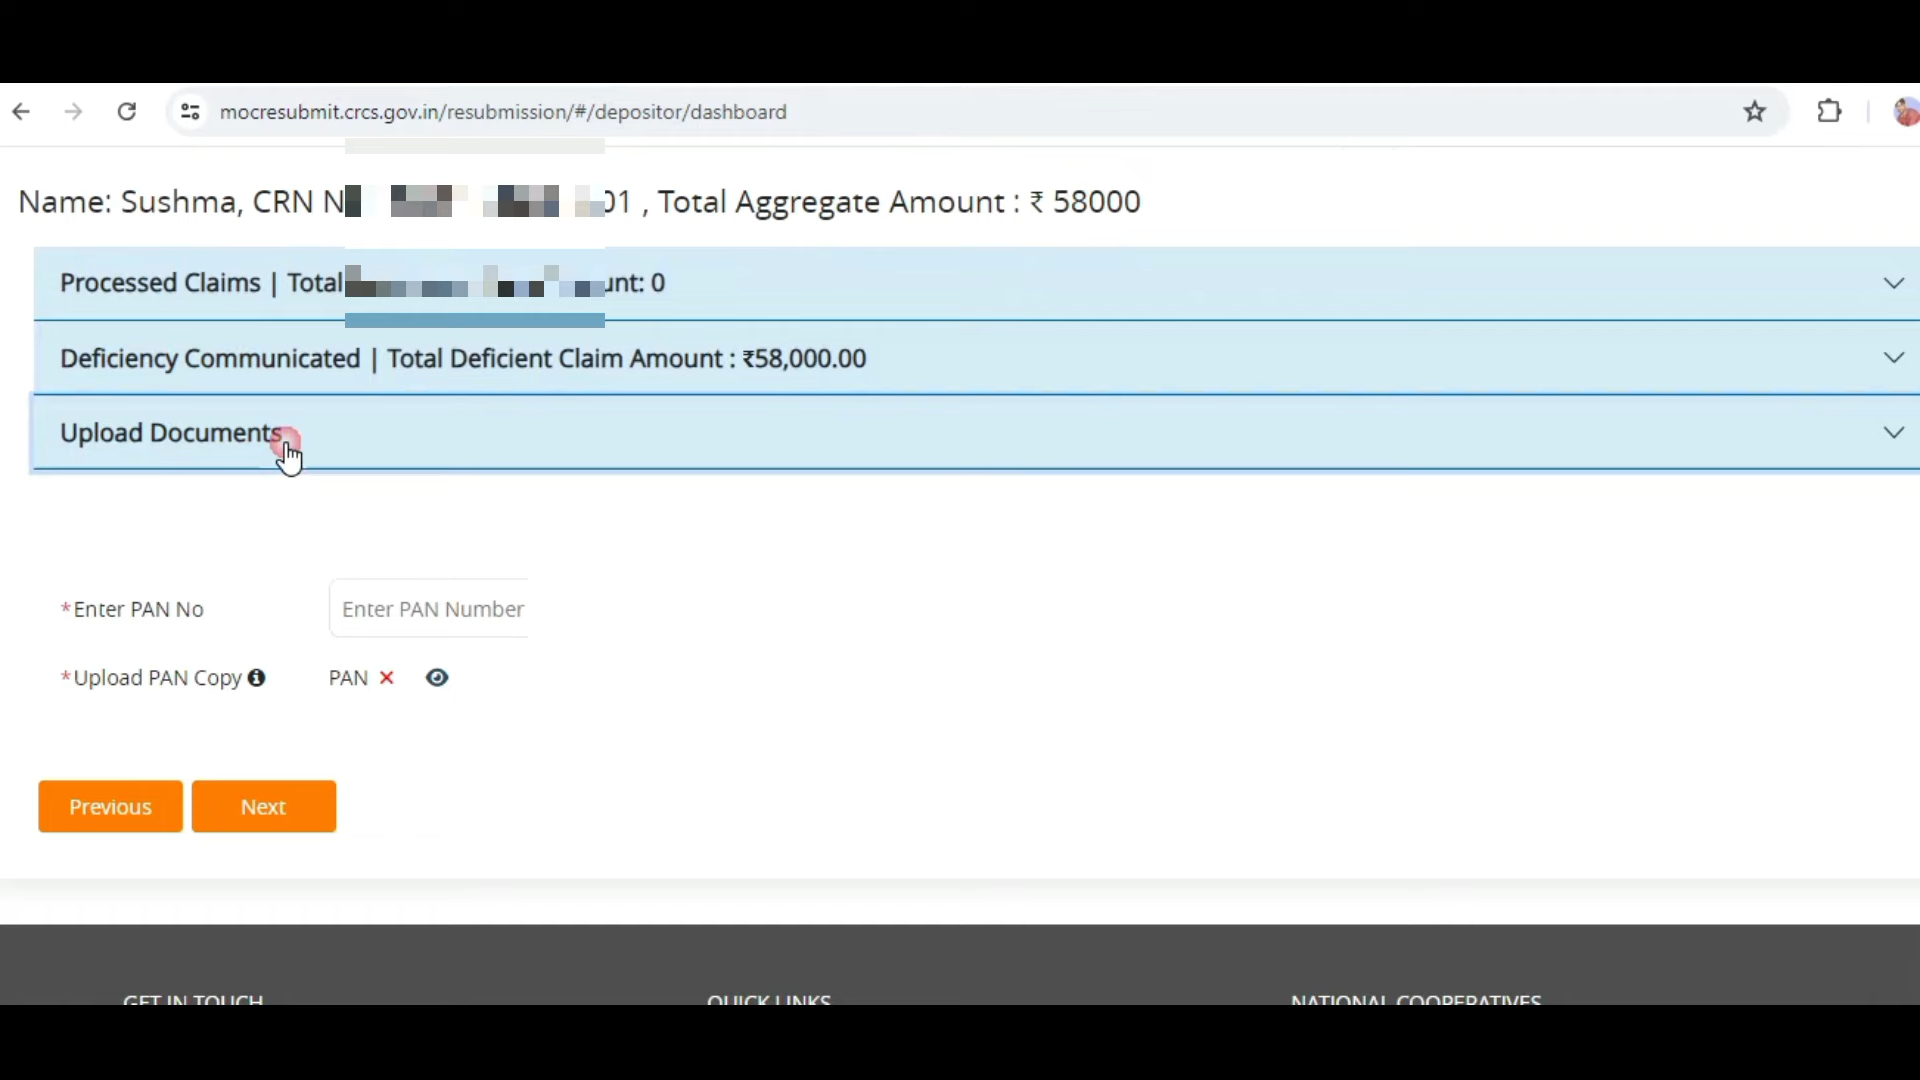 mocresubmit.crcs.gov.in/resubmission/#/depositor/dashboard
Name: Sushma, CRN N 01 , Total Aggregate Amount : ₹ 58000
Processed Claims | Total unt: 0
Deficiency Communicated | Total Deficient Claim Amount : ₹58,000.00
Upload Documents
*Enter PAN No Enter PAN Number
*Upload PAN Copy PAN
Previous Next
GET IN TOUCH QUICK LINKS NATIONAL COOPERATIVES